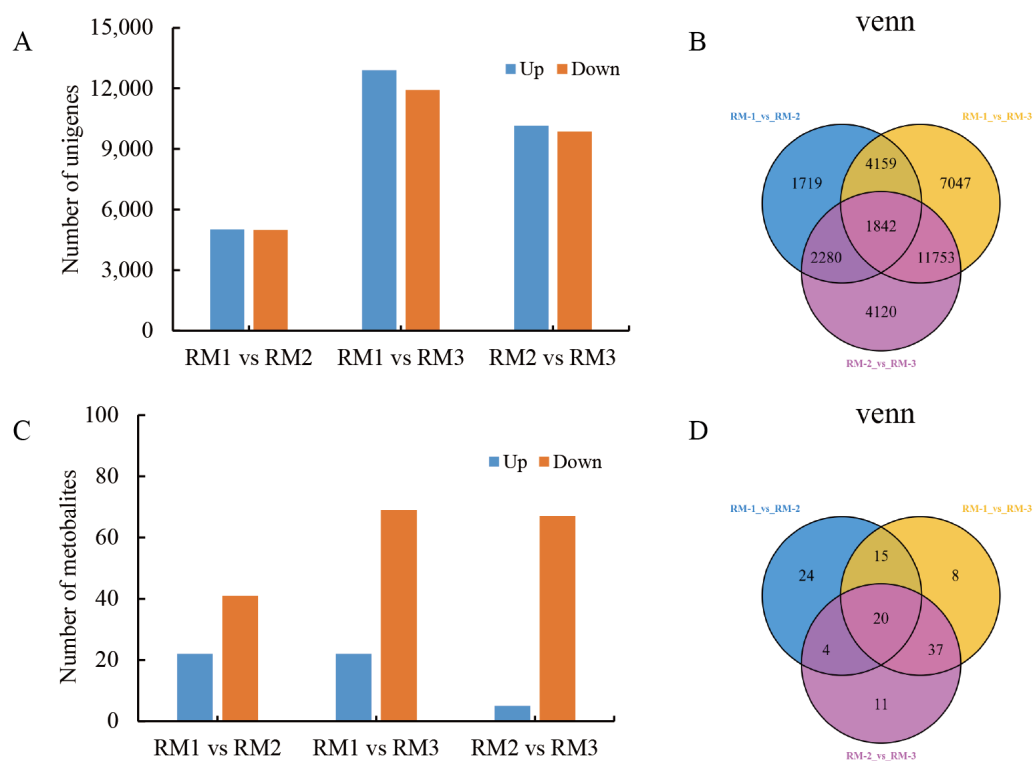 A
15,000
12,000
9,000
6,000
3,000
0
Number of unigenes
Up Down
RM1 vs RM2 RM1 vs RM3 RM2 vs RM3
B
venn
RM-1_vs_RM-2 RM-1_vs_RM-3
4159
1719 7047
1842
2280 11753
4120
RM-2_vs_RM-3
C
100
80
60
40
20
0
Number of metobalites
Up Down
RM1 vs RM2 RM1 vs RM3 RM2 vs RM3
D
venn
RM-1_vs_RM-2 RM-1_vs_RM-3
15
24 8
20
4 37
11
RM-2_vs_RM-3